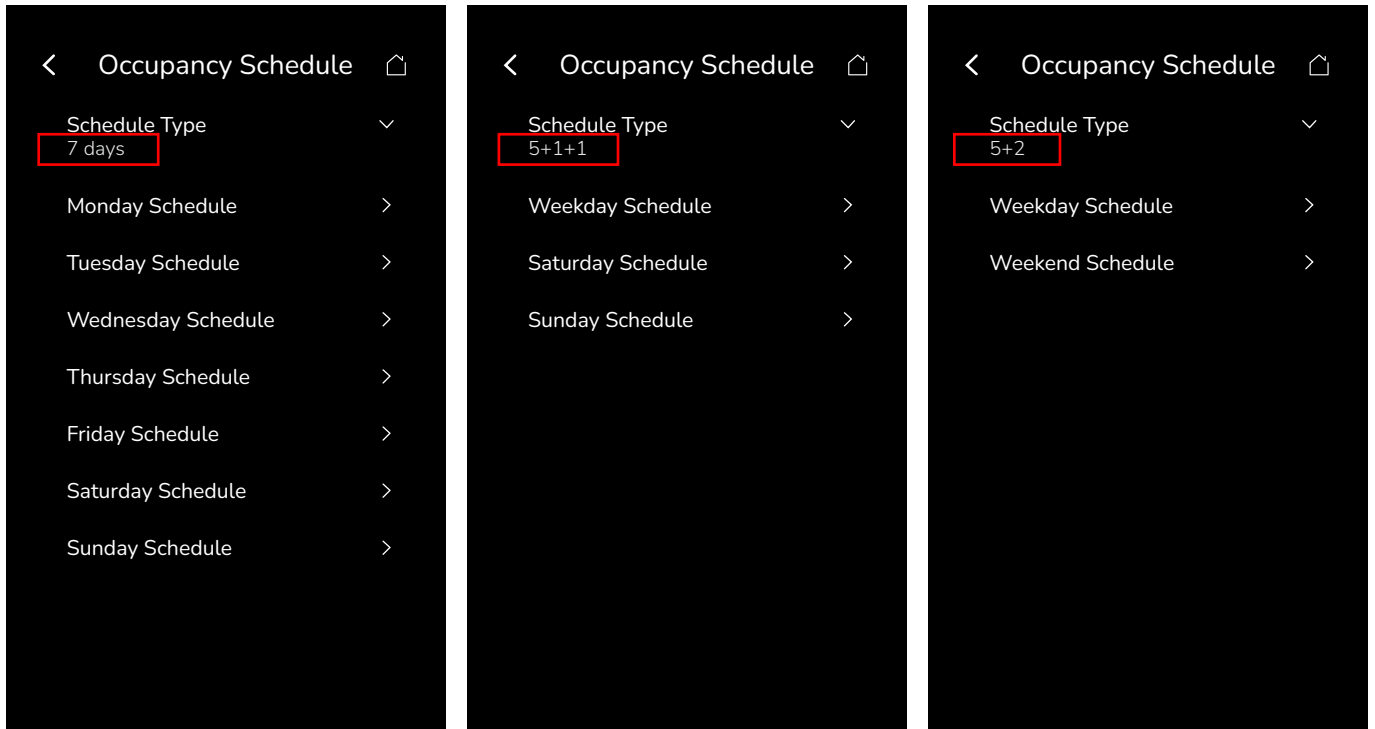 Occupancy Schedule
Schedule Type
7 days
Monday Schedule
Tuesday Schedule
Wednesday Schedule
Thursday Schedule
Friday Schedule
Saturday Schedule
Sunday Schedule
Occupancy Schedule
Schedule Type
5+1+1
Weekday Schedule
Saturday Schedule
Sunday Schedule
Occupancy Schedule
Schedule Type
5+2
Weekday Schedule
Weekend Schedule